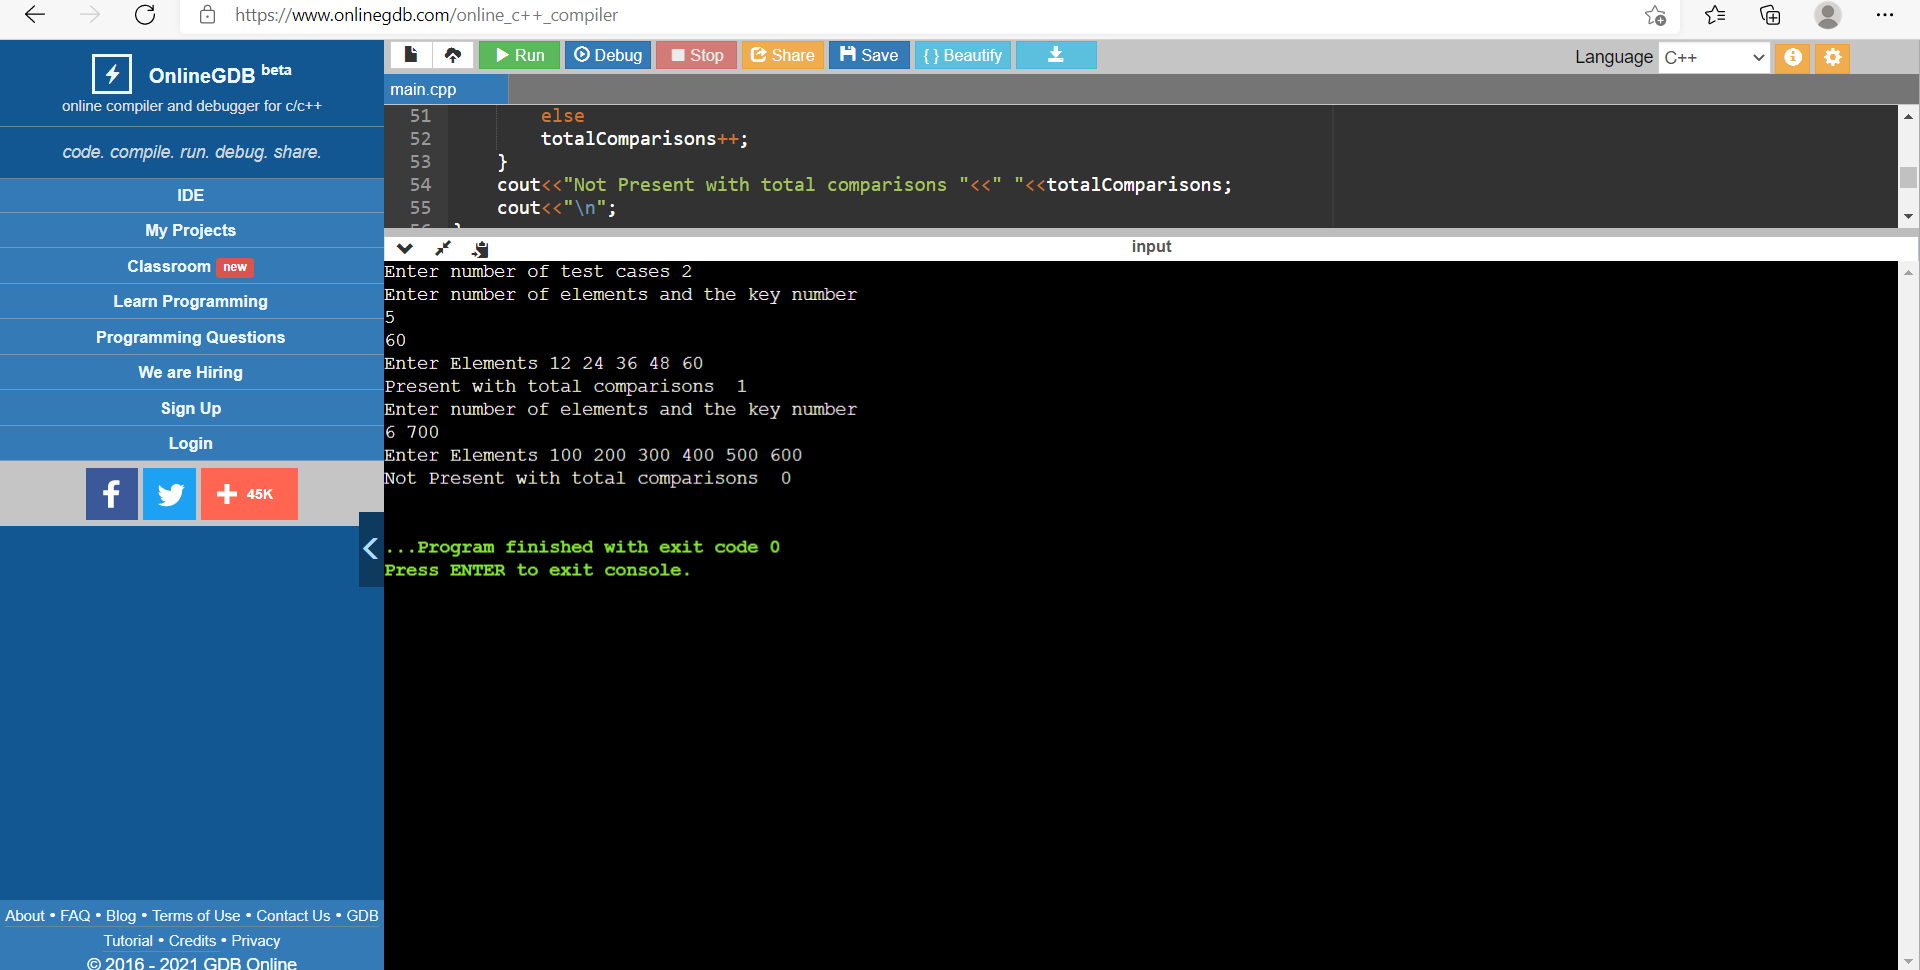 https://www.onlinegdb.com/online_c++_compiler
OnlineGDB beta
online compiler and debugger for c/c++
code. compile. run. debug. share.
IDE
My Projects
Classroom new
Learn Programming
Programming Questions
We are Hiring
Sign Up
Login
f
45K
About • FAQ • Blog • Terms of Use • Contact Us • GDB
Tutorial • Credits • Privacy
© 2016 - 2021 GDB Online
Run Debug Stop Share Save {} Beautify
Language C++
main.cpp
51 else
52 totalComparisons++;
53 }
54 cout<<"Not Present with total comparisons "<<" "<<totalComparisons;
55 cout<<"\n";
input
Enter number of test cases 2
Enter number of elements and the key number
5
60
Enter Elements 12 24 36 48 60
Present with total comparisons  1
Enter number of elements and the key number
6 700
Enter Elements 100 200 300 400 500 600
Not Present with total comparisons  0
...Program finished with exit code 0
Press ENTER to exit console.